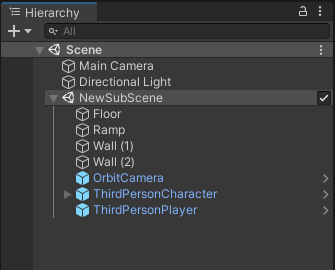 Hierarchy
All
Scene
Main Camera
Directional Light
NewSubScene
Floor
Ramp
Wall (1)
Wall (2)
OrbitCamera
ThirdPersonCharacter
ThirdPersonPlayer